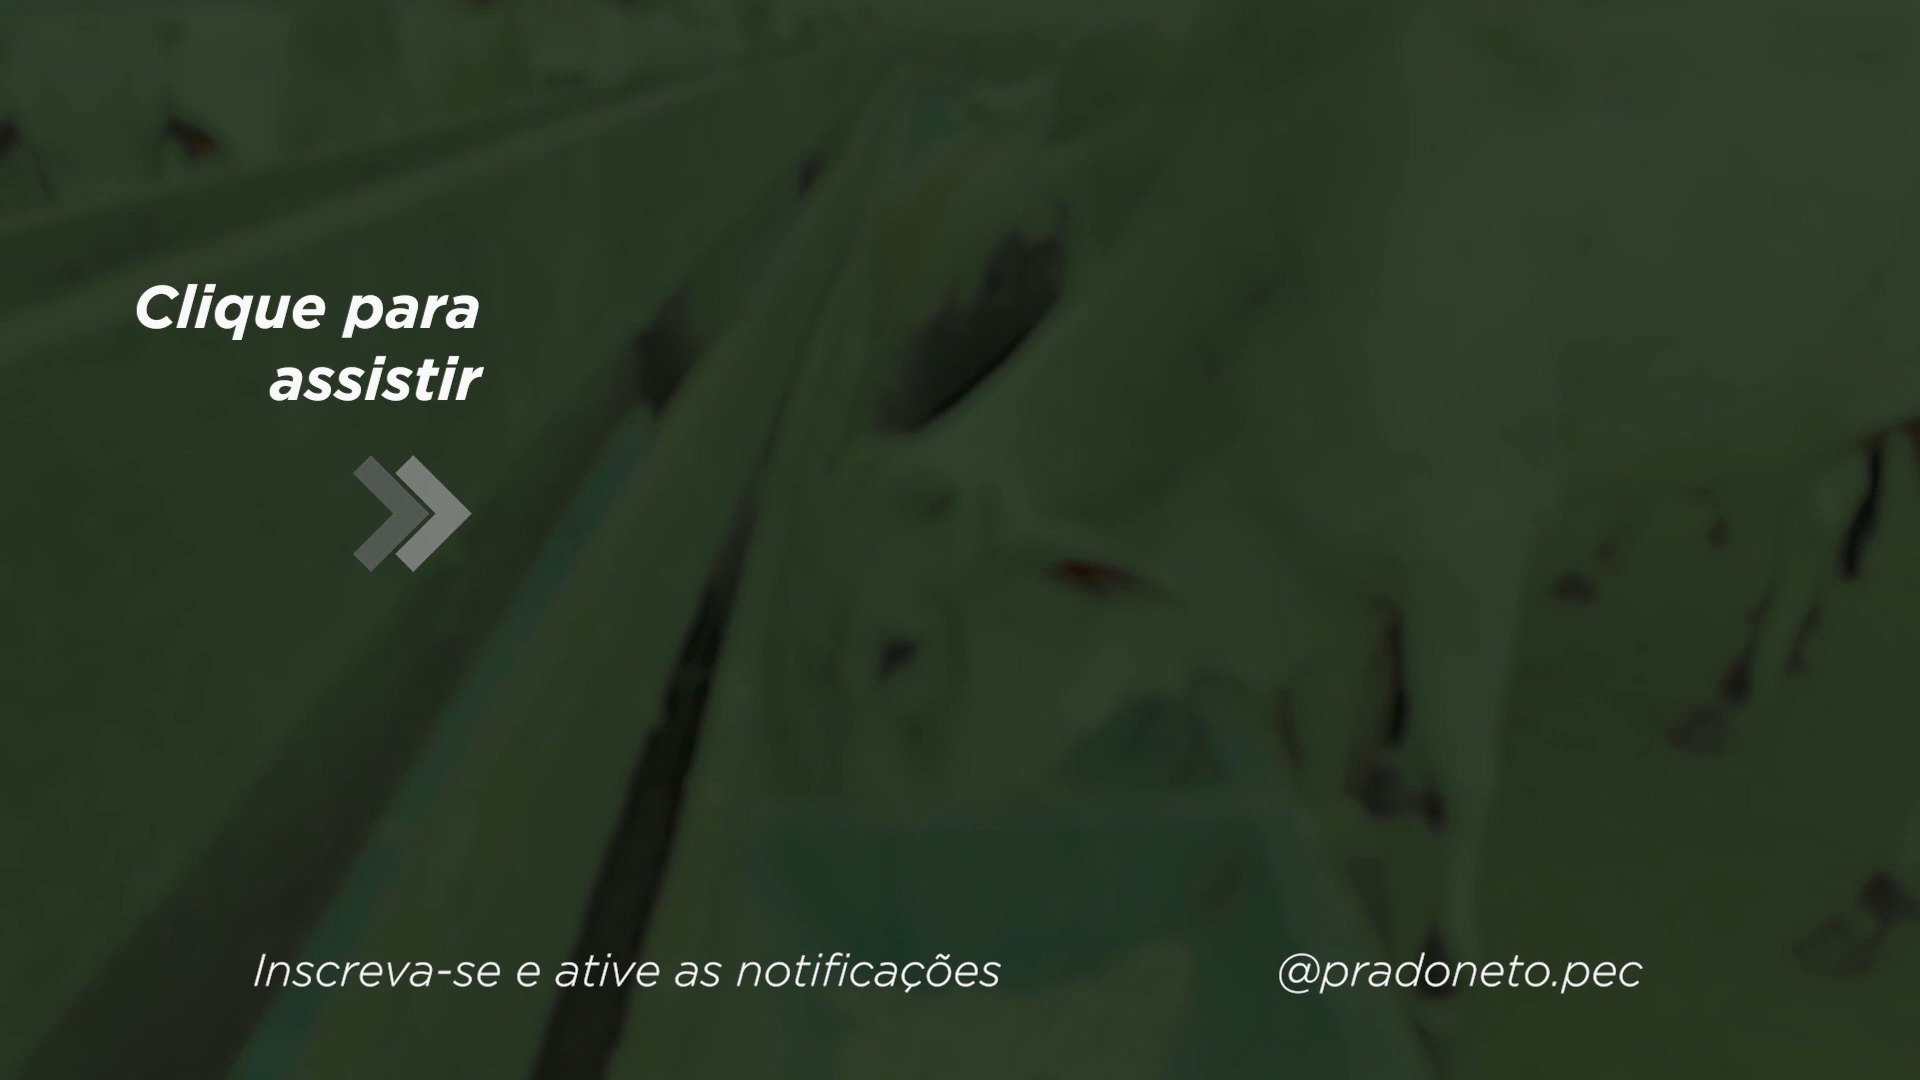 Clique para
assistir
Inscreva-se e ative as notificações
@pradoneto.pec